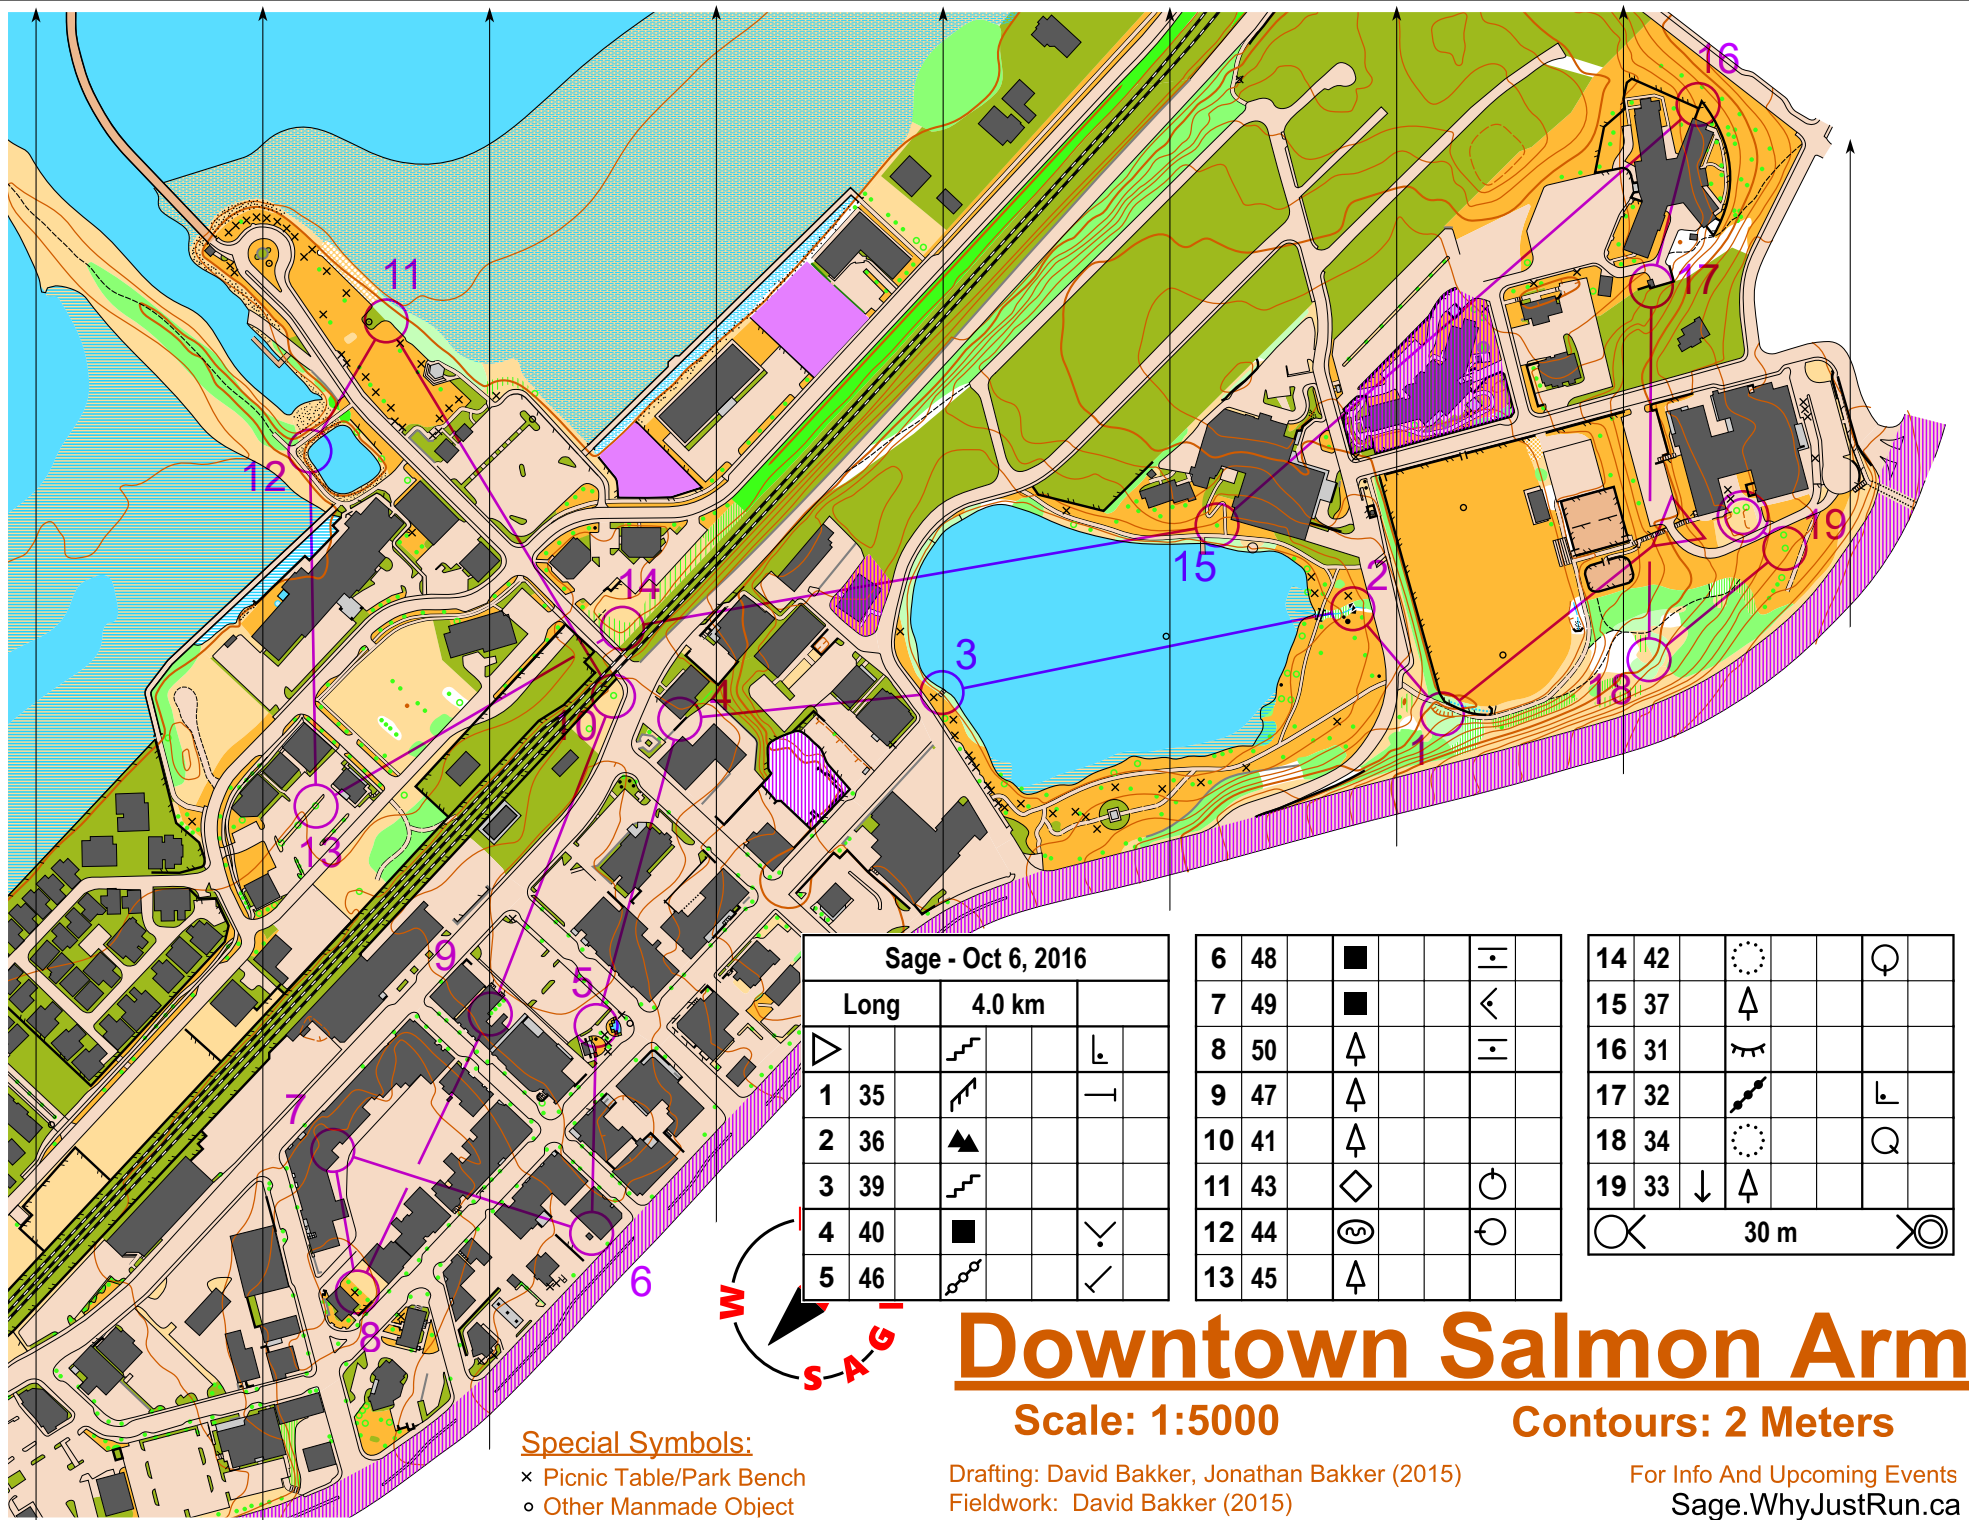 16
11
17
12
19
15
14
2
3
18
4
10
1
13
9
5
7
6
8
Sage - Oct 6, 2016
Long 4.0 km
1 35
2 36
3 39
4 40
5 46
6 48
7 49
8 50
9 47
10 41
11 43
12 44
13 45
14 42
15 37
16 31
17 32
18 34
19 33
30 m
W
S A G
Downtown Salmon Arm
Scale: 1:5000
Contours: 2 Meters
Special Symbols:
× Picnic Table/Park Bench
o Other Manmade Object
Drafting: David Bakker, Jonathan Bakker (2015)
Fieldwork: David Bakker (2015)
For Info And Upcoming Events
Sage.WhyJustRun.ca